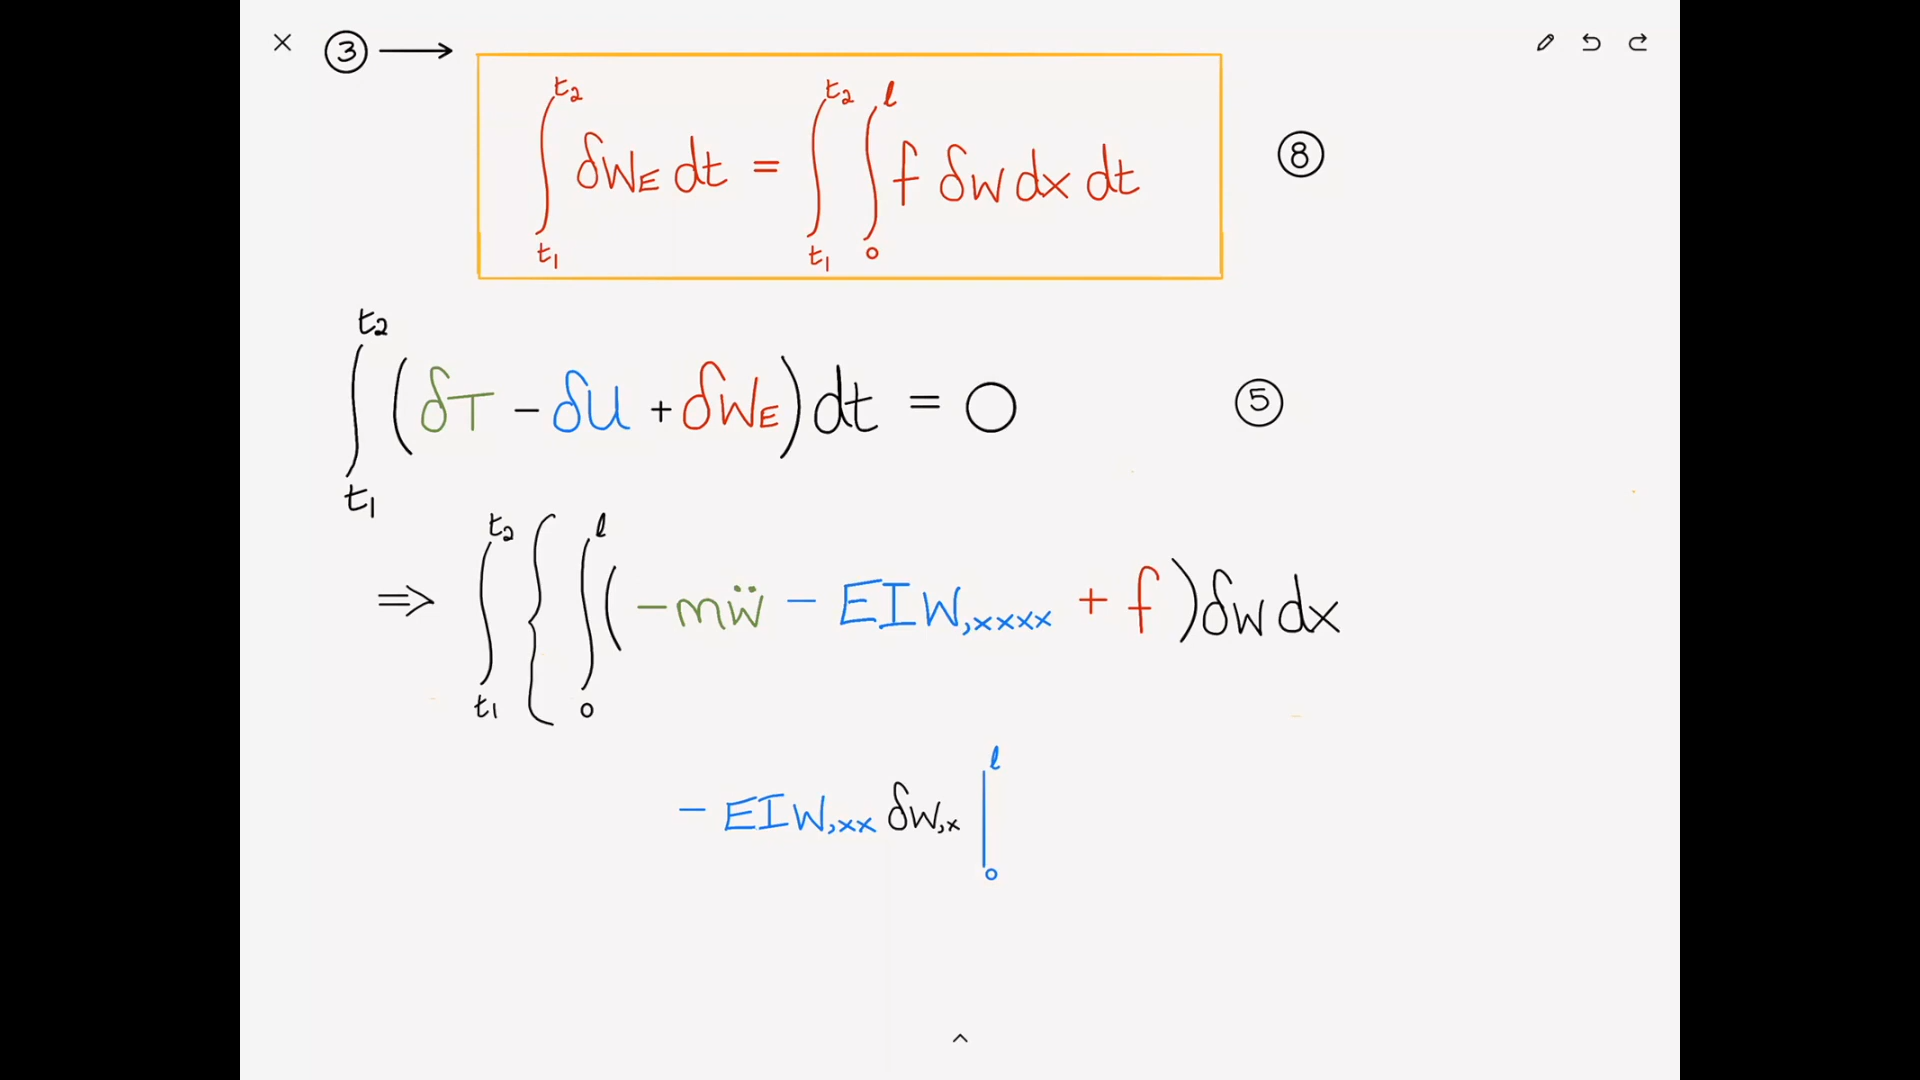 ③ ⟶ ∫_{t₁}^{t₂} δW_E dt = ∫_{t₁}^{t₂} ∫_0^l f δw dx dt ⑧
∫_{t₁}^{t₂} (δT − δU + δW_E) dt = 0 ⑤
⇒ ∫_{t₁}^{t₂} { ∫_0^l (−mẅ − EIw,xxxx + f) δw dx
− EIw,xx δw,x |_0^l